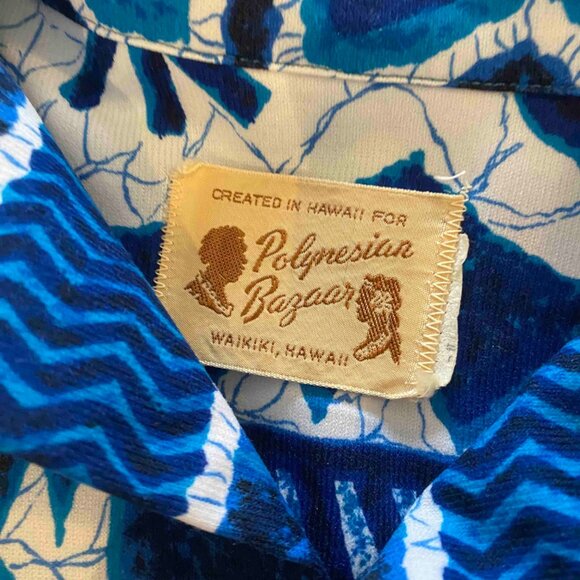 CREATED IN HAWAII FOR
Polynesian
Bazaar
WAIKIKI, HAWAII